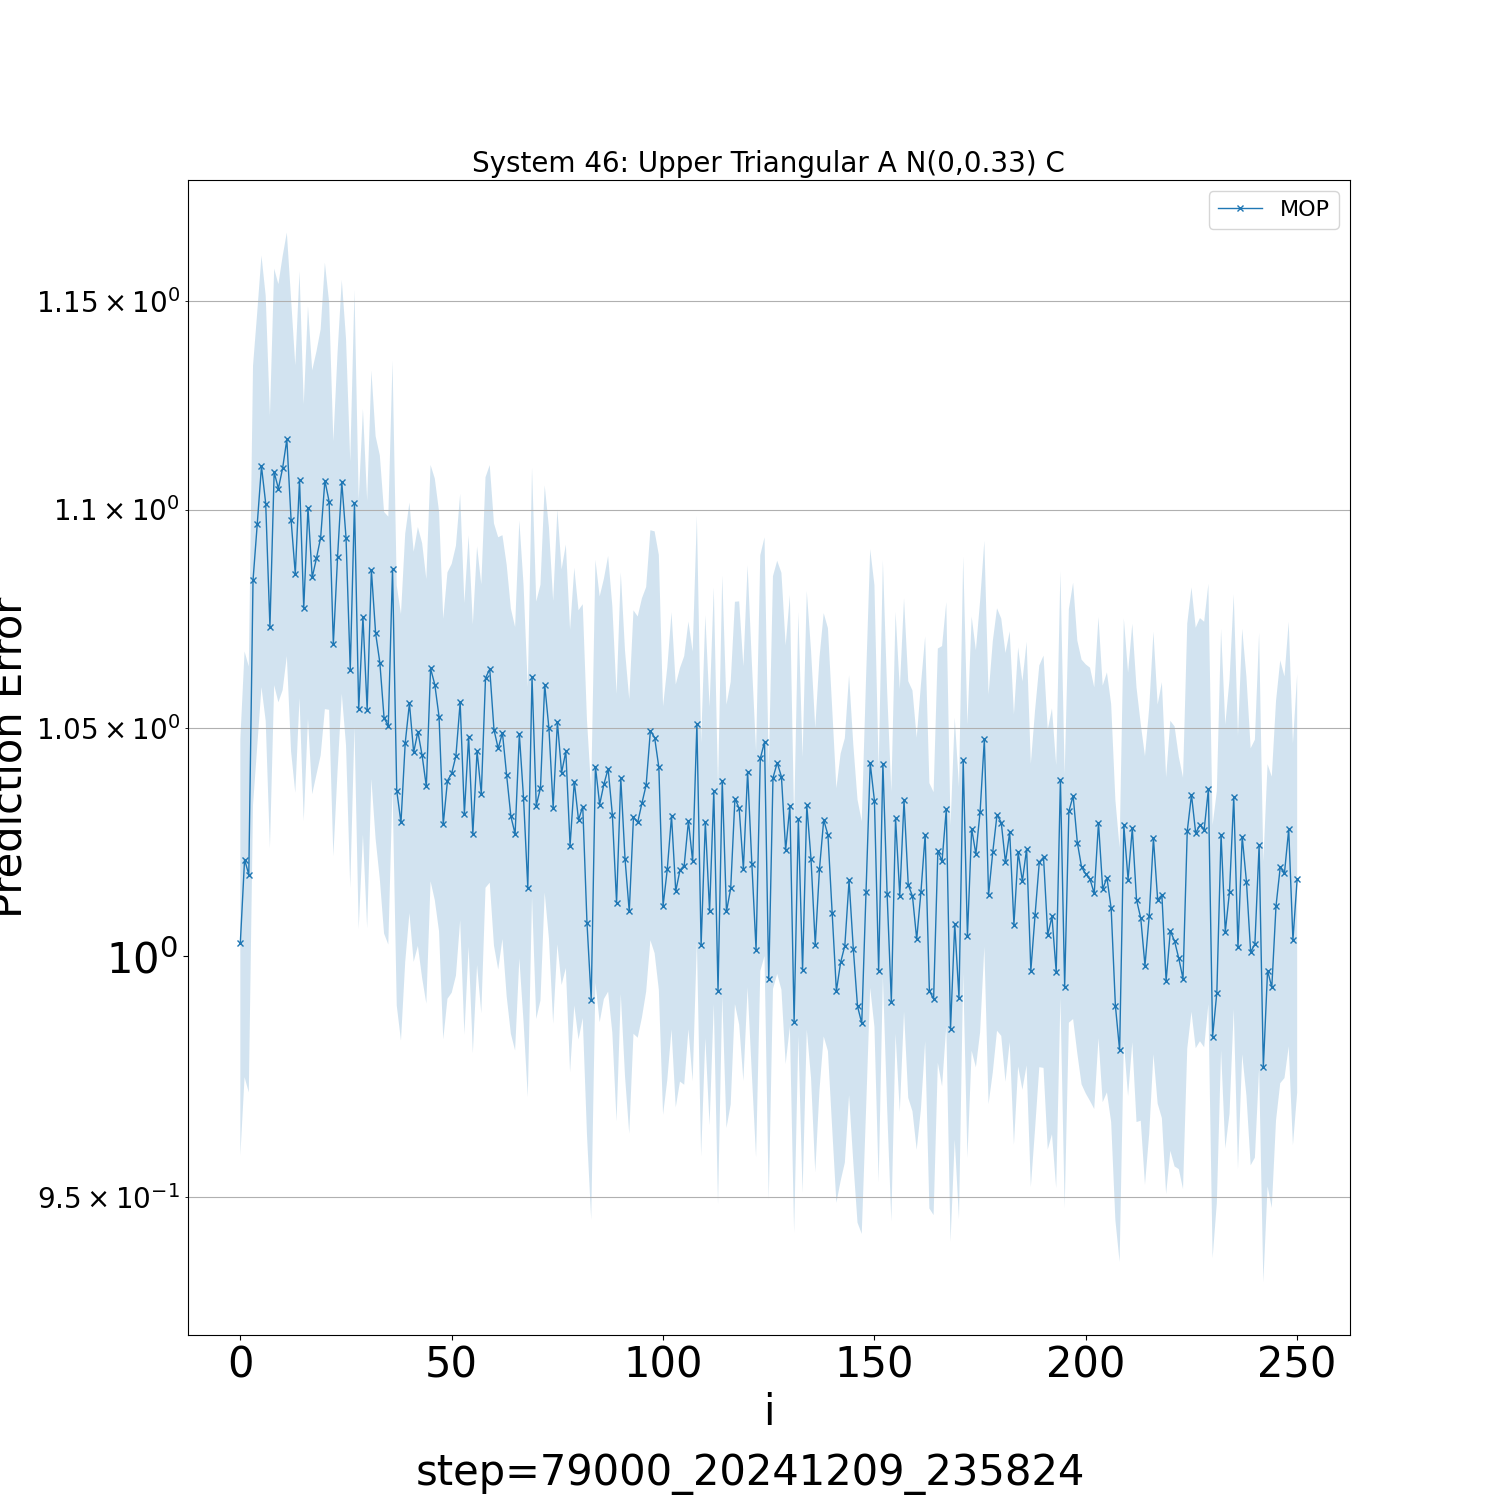 System 46: Upper Triangular A N(0,0.33) C
MOP
1.15 × 10⁰
1.1 × 10⁰
1.05 × 10⁰
10⁰
9.5 × 10⁻¹
Prediction Error
0 50 100 150 200 250
i
step=79000_20241209_235824